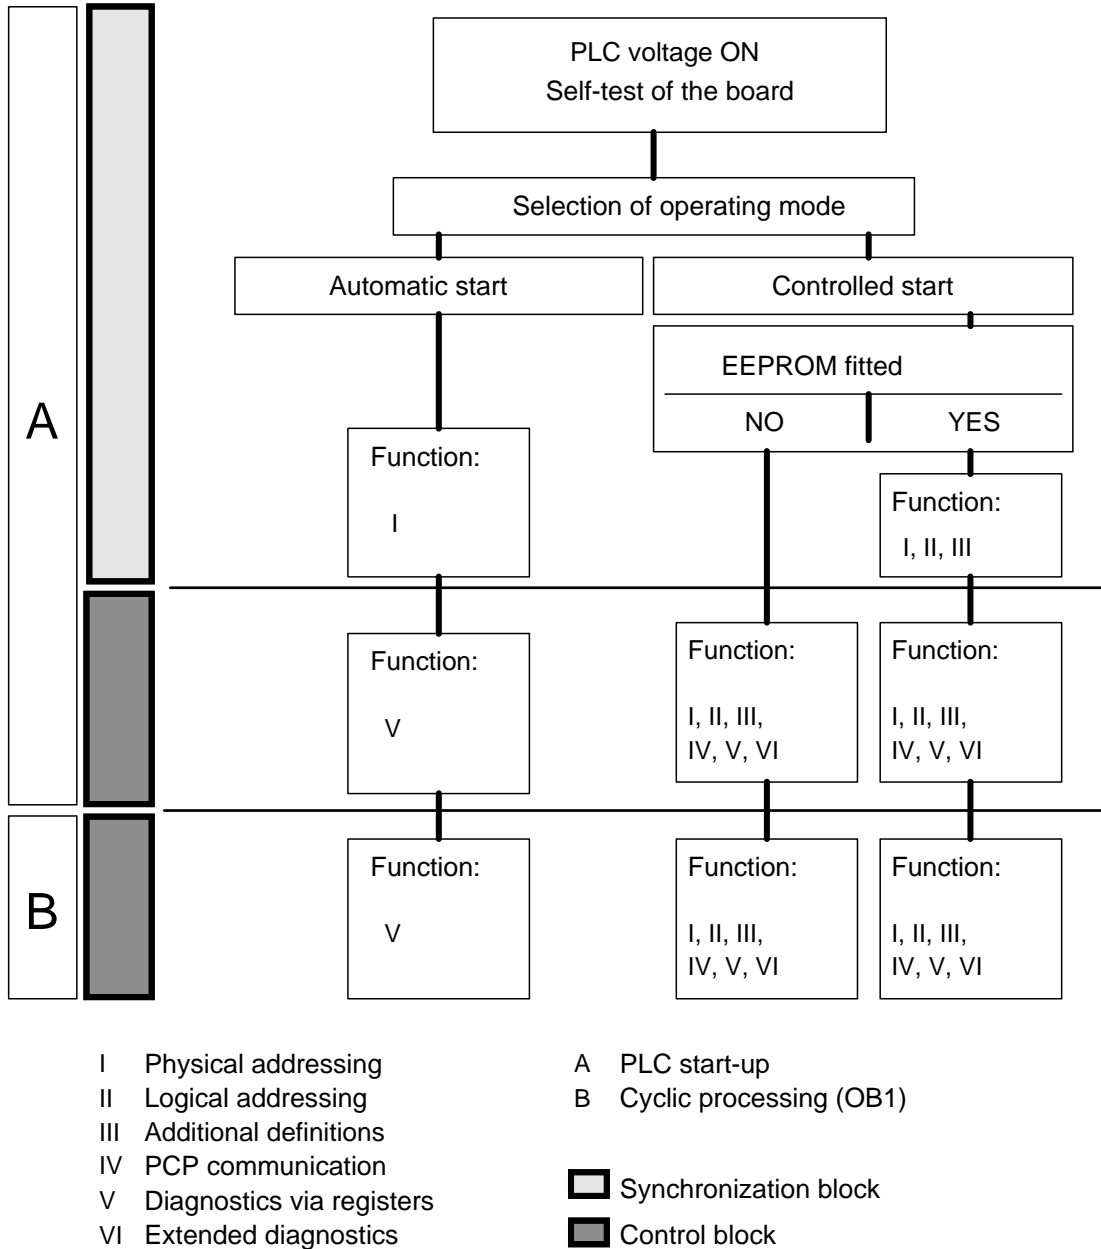 PLC voltage ON
Self-test of the board
Selection of operating mode
Automatic start
Controlled start
EEPROM fitted
NO
YES
A
Function:
I
Function:
I, II, III
Function:
V
Function:
I, II, III,
IV, V, VI
Function:
I, II, III,
IV, V, VI
B
Function:
V
Function:
I, II, III,
IV, V, VI
Function:
I, II, III,
IV, V, VI
I Physical addressing
II Logical addressing
III Additional definitions
IV PCP communication
V Diagnostics via registers
VI Extended diagnostics
A PLC start-up
B Cyclic processing (OB1)
Synchronization block
Control block